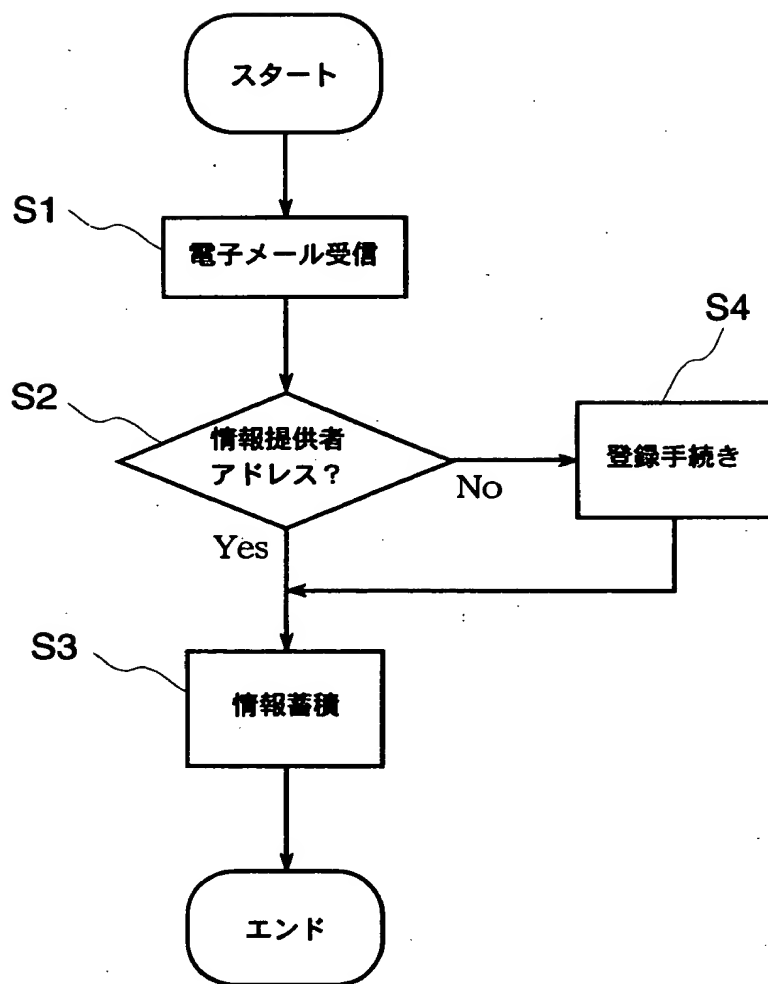 スタート
S1
電子メール受信
S4
S2
情報提供者
アドレス?
登録手続き
No
Yes
S3
情報蓄積
エンド